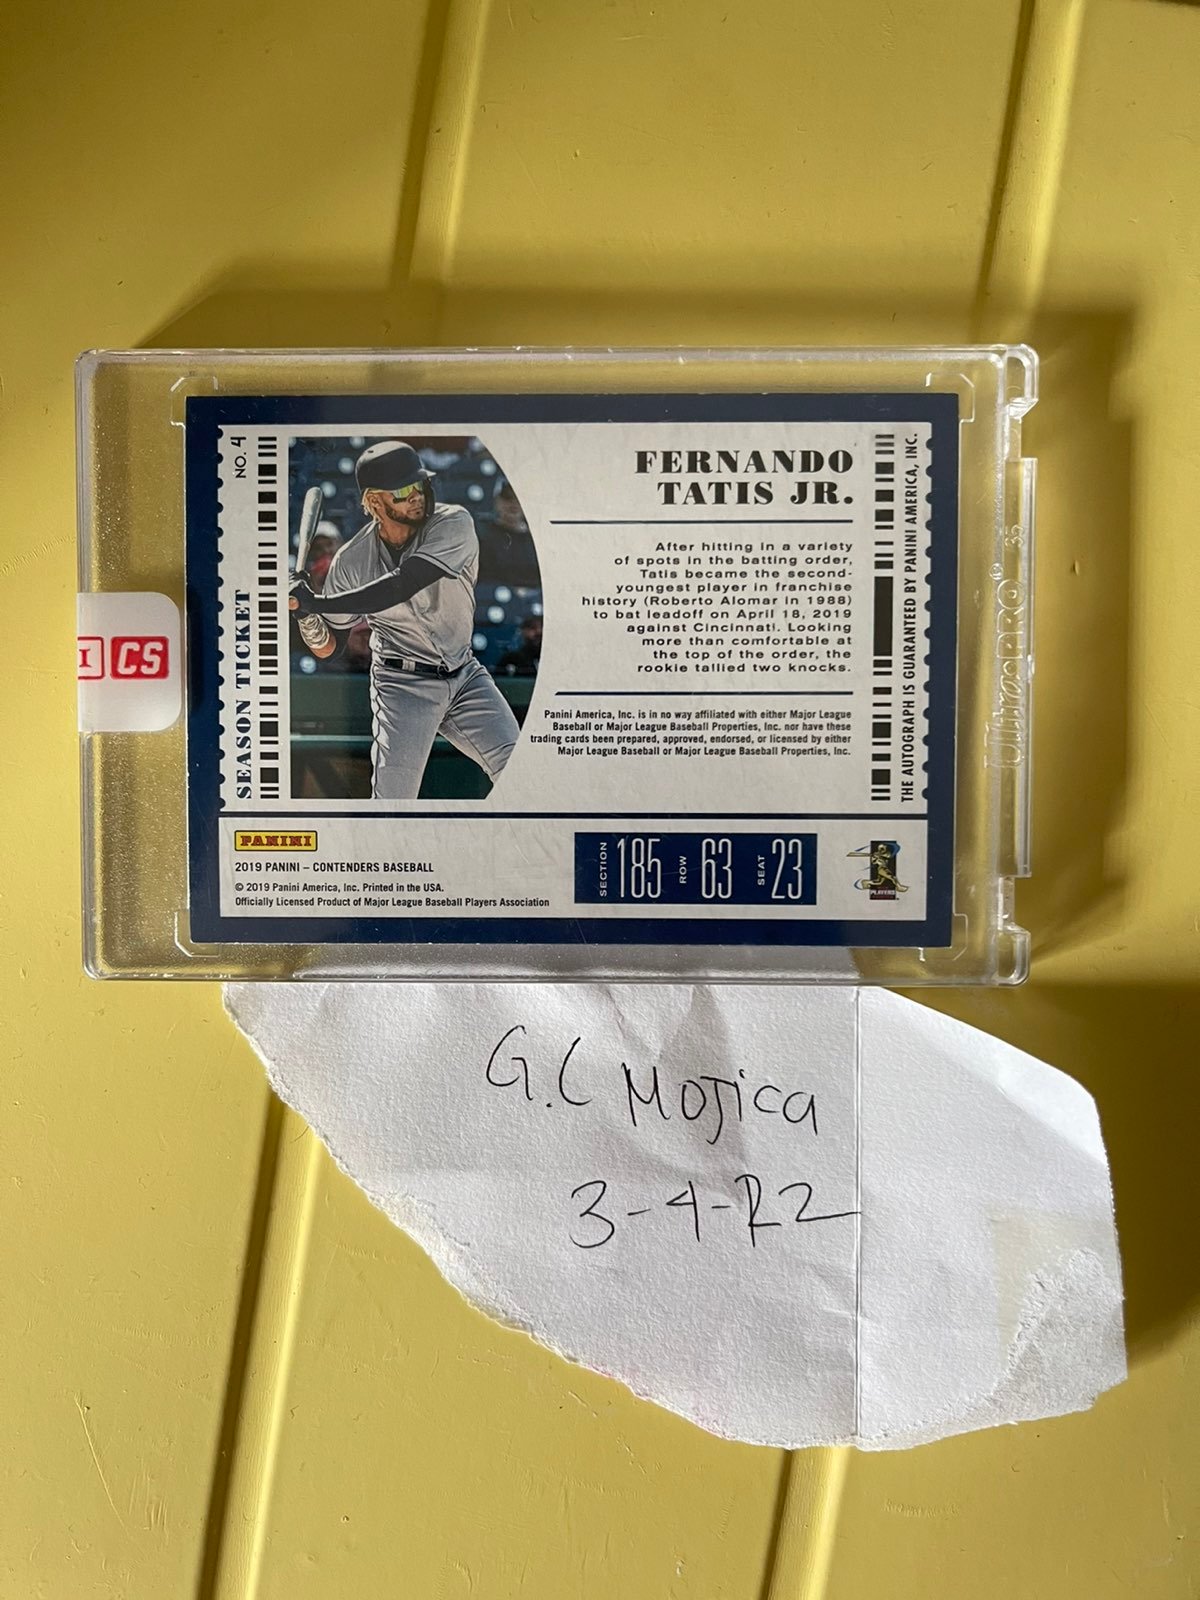 NO. 4
SEASON TICKET
FERNANDO
TATIS JR.
After hitting in a variety
of spots in the batting order,
Tatis became the second-
youngest player in franchise
history (Roberto Alomar in 1988)
to bat leadoff on April 18, 2019
against Cincinnati. Looking
more than comfortable at
the top of the order, the
rookie tallied two knocks.
Panini America, Inc. is in no way affiliated with either Major League
Baseball or Major League Baseball Properties, Inc. nor have these
trading cards been prepared, approved, endorsed, or licensed by either
Major League Baseball or Major League Baseball Properties, Inc.
THE AUTOGRAPH IS GUARANTEED BY PANINI AMERICA, INC.
I CS
UltraPRO® 35
PANINI
2019 PANINI – CONTENDERS BASEBALL
© 2019 Panini America, Inc. Printed in the USA.
Officially Licensed Product of Major League Baseball Players Association
SECTION 185 ROW 63 SEAT 23
PLAYERS
G.C Mojica
3-4-22